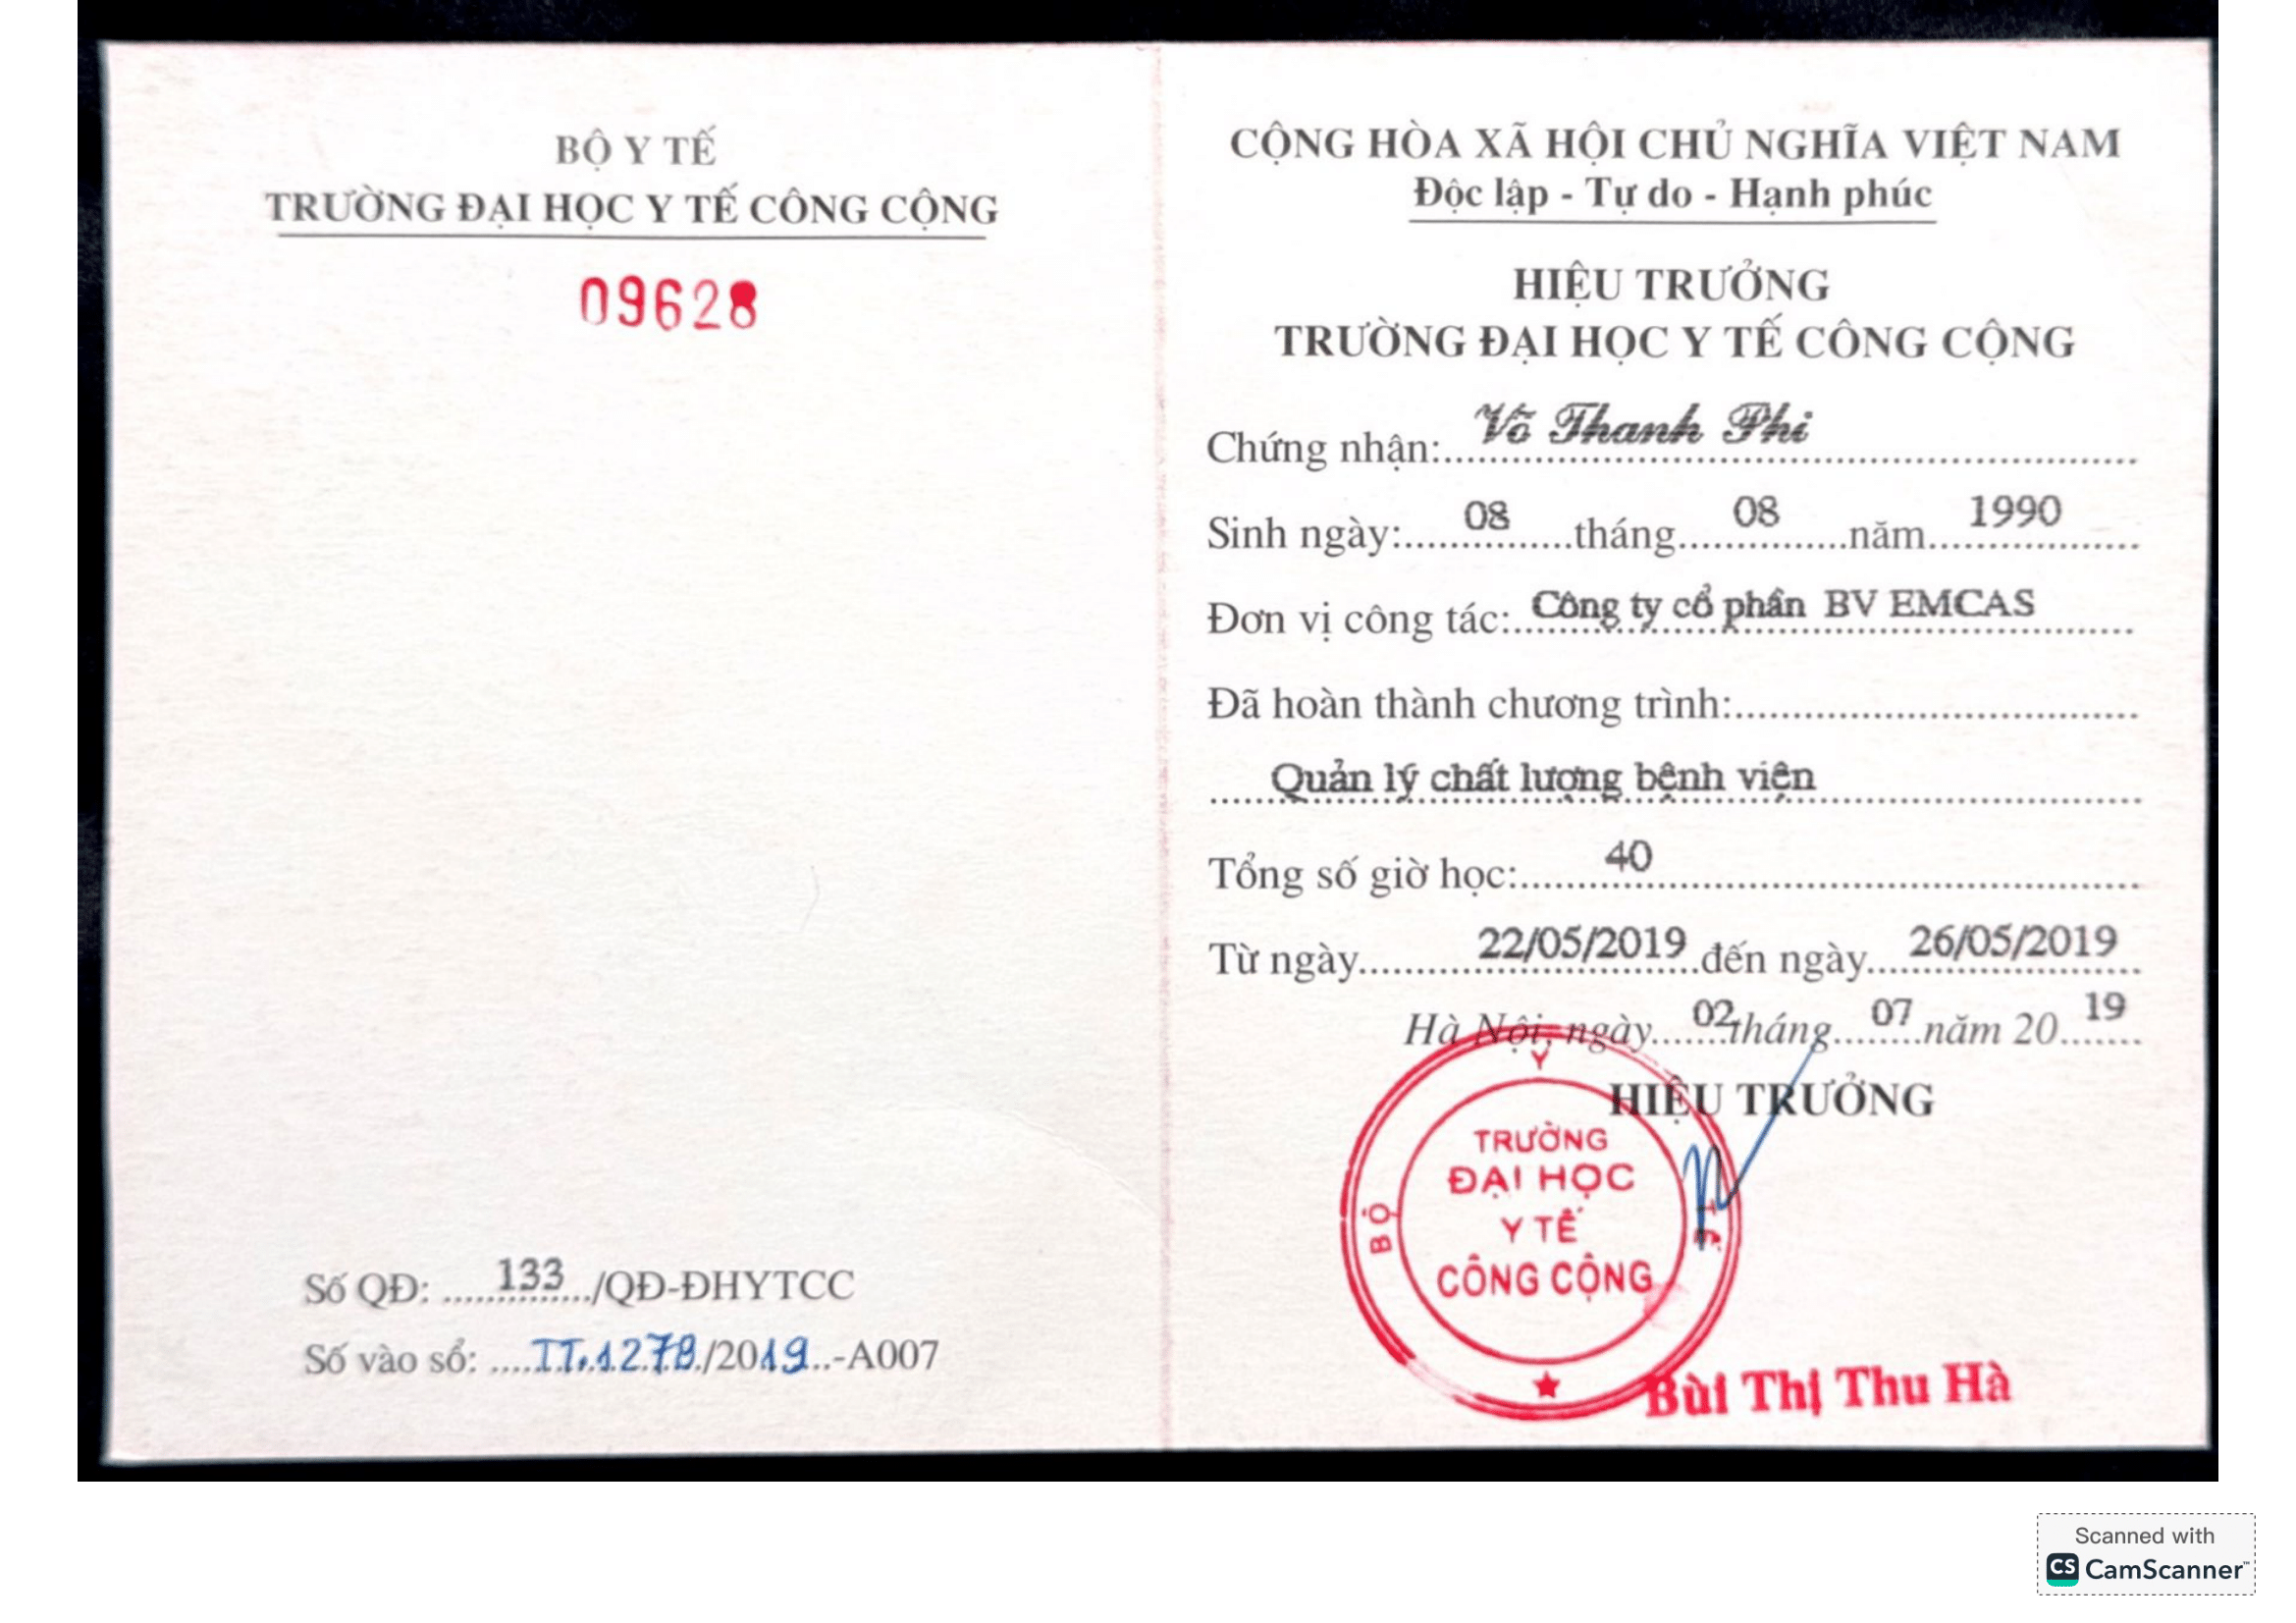 BỘ Y TẾ
TRƯỜNG ĐẠI HỌC Y TẾ CÔNG CỘNG
09628
Số QĐ: ......133.../QĐ-ĐHYTCC
Số vào sổ: .....TT.1278./2019..-A007
CỘNG HÒA XÃ HỘI CHỦ NGHĨA VIỆT NAM
Độc lập - Tự do - Hạnh phúc
HIỆU TRƯỞNG
TRƯỜNG ĐẠI HỌC Y TẾ CÔNG CỘNG
Chứng nhận: Võ Thanh Phi
Sinh ngày: 08 tháng 08 năm 1990
Đơn vị công tác: Công ty cổ phần BV EMCAS
Đã hoàn thành chương trình:
Quản lý chất lượng bệnh viện
Tổng số giờ học: 40
Từ ngày 22/05/2019 đến ngày 26/05/2019
Hà Nội, ngày 02 tháng 07 năm 2019
HIỆU TRƯỞNG
BỘ Y TẾ
TRƯỜNG
ĐẠI HỌC
Y TẾ
CÔNG CỘNG
Bùi Thị Thu Hà
Scanned with
CS CamScanner™